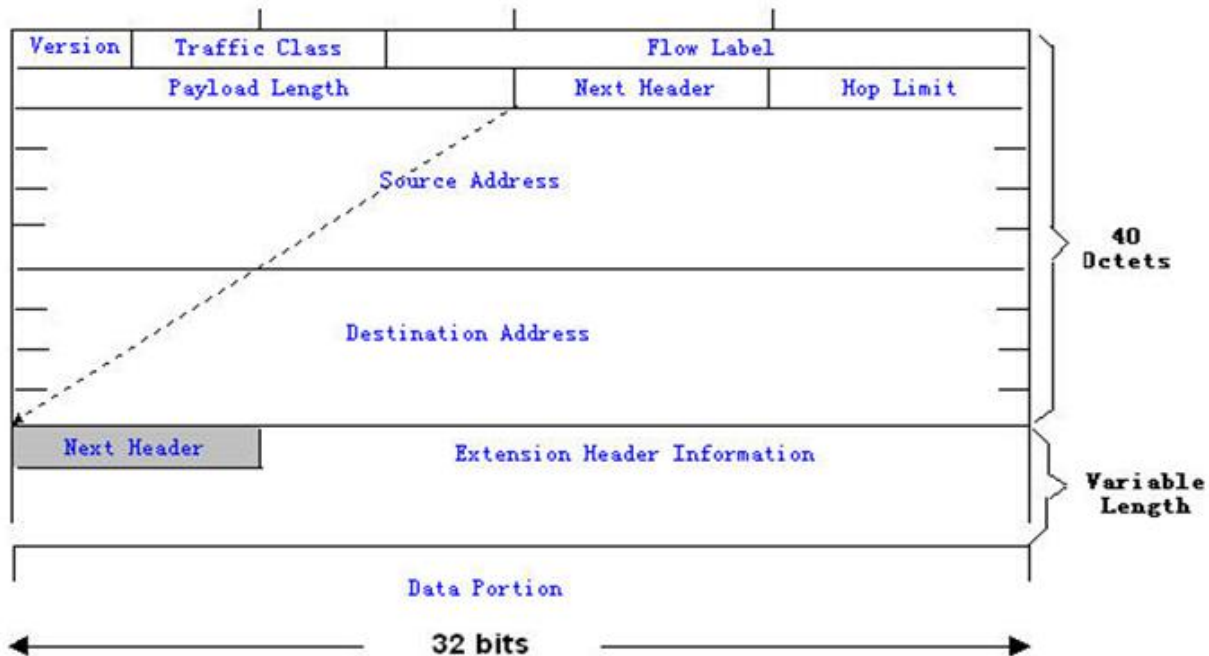 Version Traffic Class Flow Label
Payload Length Next Header Hop Limit
Source Address
40
Octets
Destination Address
Next Header Extension Header Information
Variable
Length
Data Portion
32 bits